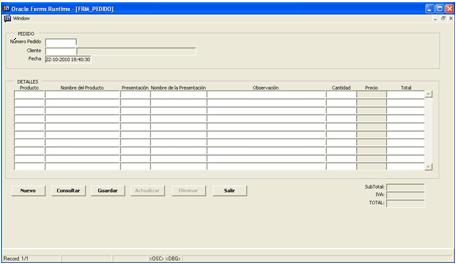 Oracle Forms Runtime - [FRM_PEDIDO]
Window
PEDIDO
Número Pedido
Cliente
Fecha 22-10-2010 18:40:30
DETALLES
Producto Nombre del Producto Presentación Nombre de la Presentación Observación Cantidad Precio Total
Nuevo Consultar Guardar Actualizar Eliminar Salir
SubTotal:
IVA:
TOTAL:
Record: 1/1 <OSC> <DBG>